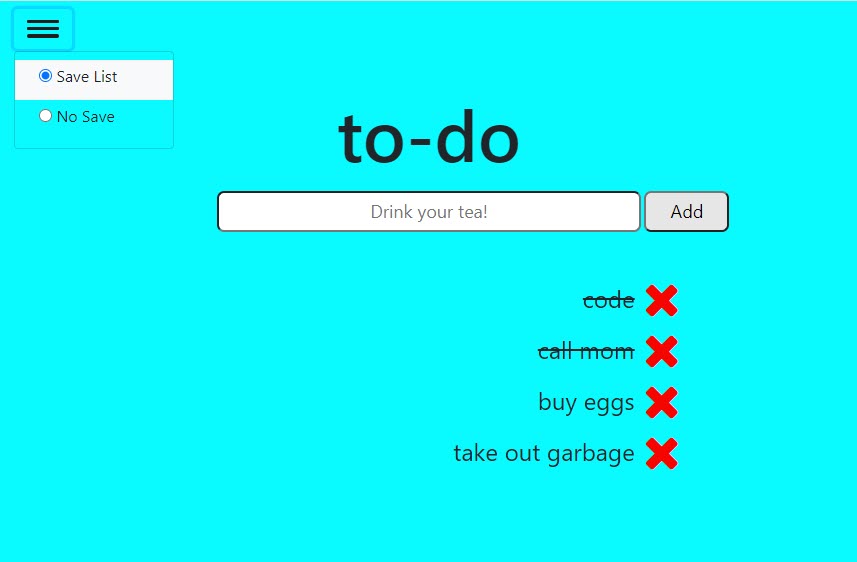 Save List
No Save
to-do
Drink your tea!
Add
code
call mom
buy eggs
take out garbage